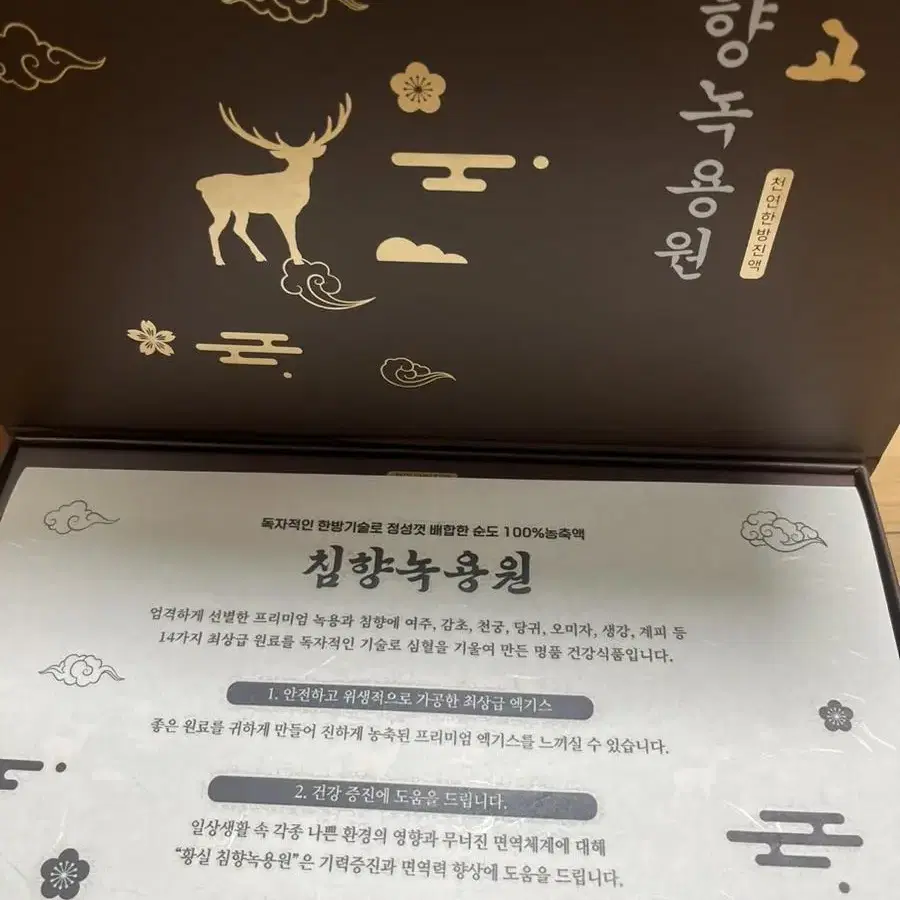 향녹용원
고
천연한방진액
독자적인 한방기술로 정성껏 배합한 순도 100%농축액
침향녹용원
엄격하게 선별한 프리미엄 녹용과 침향에 여주, 감초, 천궁, 당귀, 오미자, 생강, 계피 등
14가지 최상급 원료를 독자적인 기술로 심혈을 기울여 만든 명품 건강식품입니다.
1. 안전하고 위생적으로 가공한 최상급 엑기스
좋은 원료를 귀하게 만들어 진하게 농축된 프리미엄 엑기스를 느끼실 수 있습니다.
2. 건강 증진에 도움을 드립니다.
일상생활 속 각종 나쁜 환경의 영향과 무너진 면역체계에 대해
“황실 침향녹용원”은 기력증진과 면역력 향상에 도움을 드립니다.